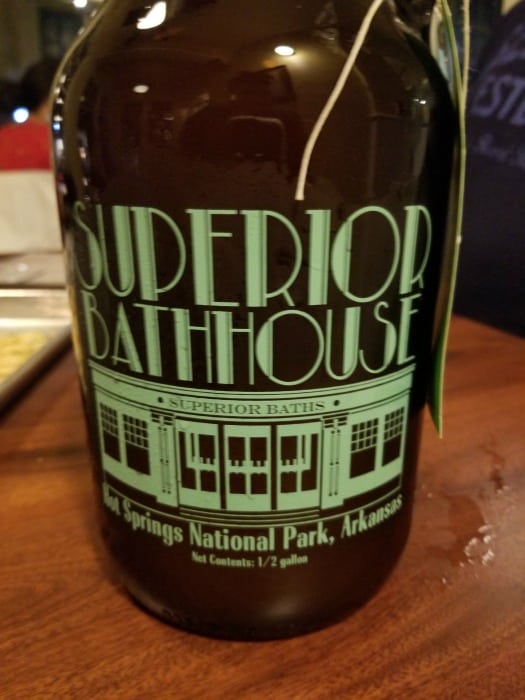 SUPERIOR
BATHHOUSE
• SUPERIOR BATHS •
Hot Springs National Park, Arkansas
Net Contents: 1/2 gallon